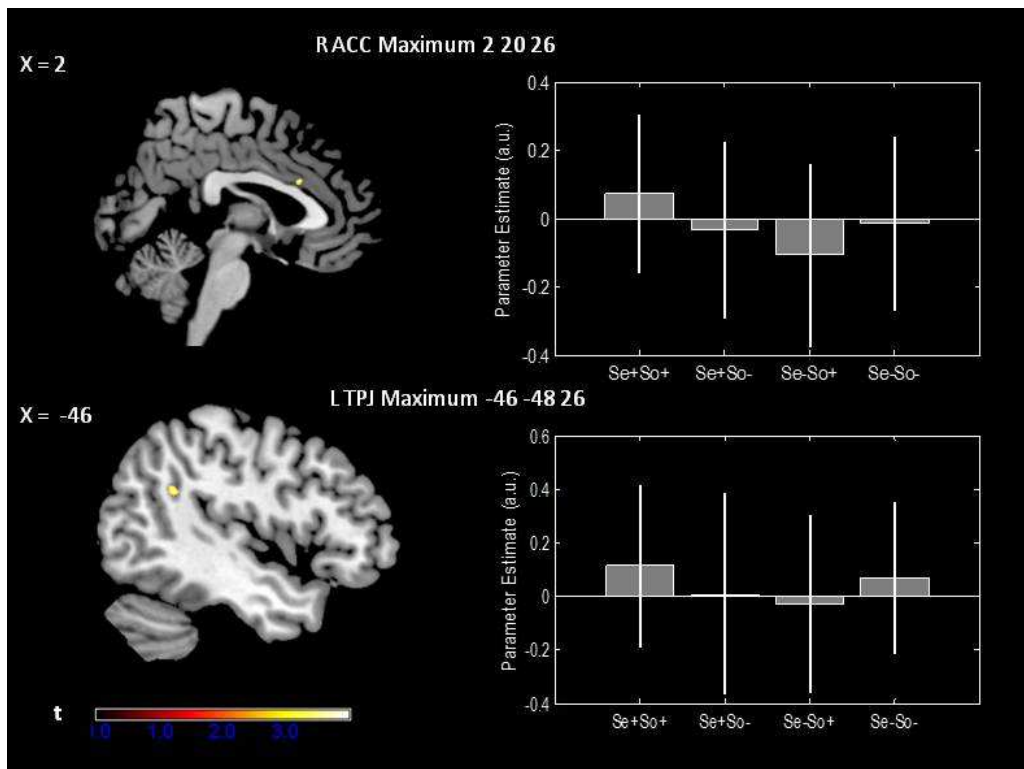 RACC Maximum 2 20 26
X = 2
0.4
0.2
0
-0.2
-0.4
Parameter Estimate (a.u.)
Se+So+ Se+So- Se-So+ Se-So-
LTPJ Maximum -46 -48 26
X = -46
0.6
0.4
0.2
0
-0.2
-0.4
Parameter Estimate (a.u.)
Se+So+ Se+So- Se-So+ Se-So-
t
1.0 2.0 3.0